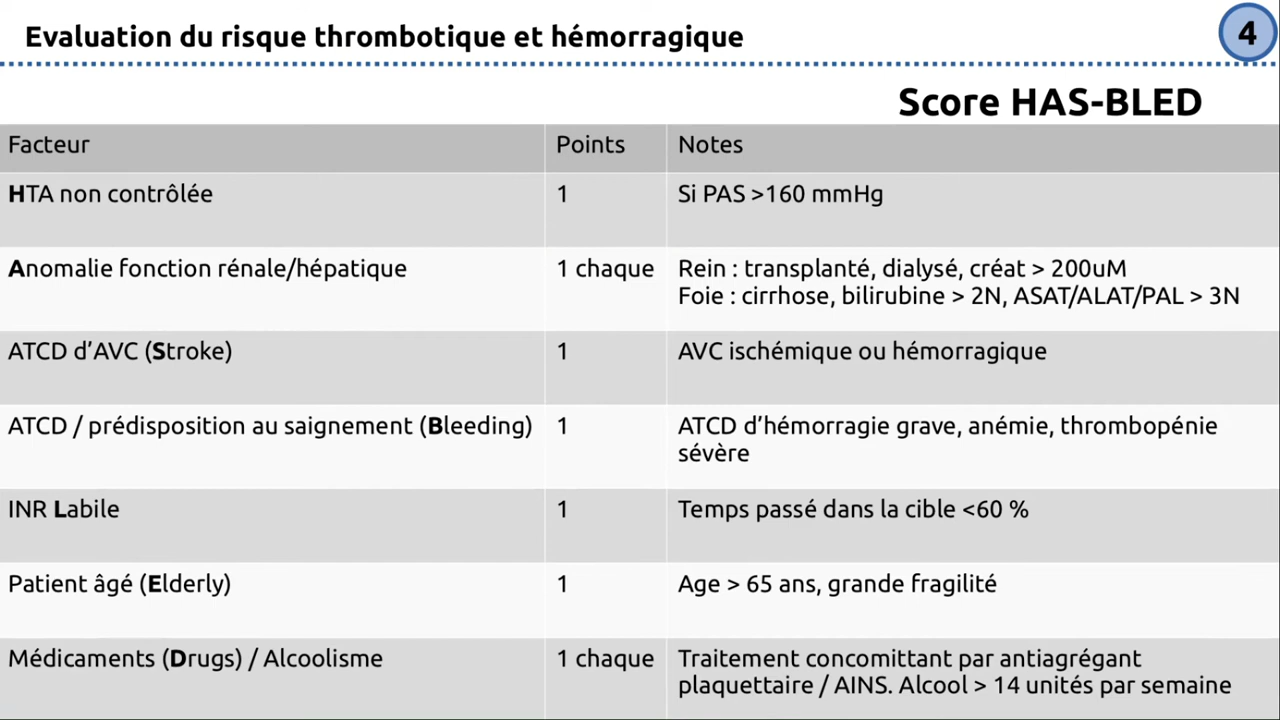 Evaluation du risque thrombotique et hémorragique
4
Score HAS-BLED
Facteur Points Notes
HTA non contrôlée 1 Si PAS >160 mmHg
Anomalie fonction rénale/hépatique 1 chaque Rein : transplanté, dialysé, créat > 200uM
Foie : cirrhose, bilirubine > 2N, ASAT/ALAT/PAL > 3N
ATCD d’AVC (Stroke) 1 AVC ischémique ou hémorragique
ATCD / prédisposition au saignement (Bleeding) 1 ATCD d’hémorragie grave, anémie, thrombopénie
sévère
INR Labile 1 Temps passé dans la cible <60 %
Patient âgé (Elderly) 1 Age > 65 ans, grande fragilité
Médicaments (Drugs) / Alcoolisme 1 chaque Traitement concomittant par antiagrégant
plaquettaire / AINS. Alcool > 14 unités par semaine